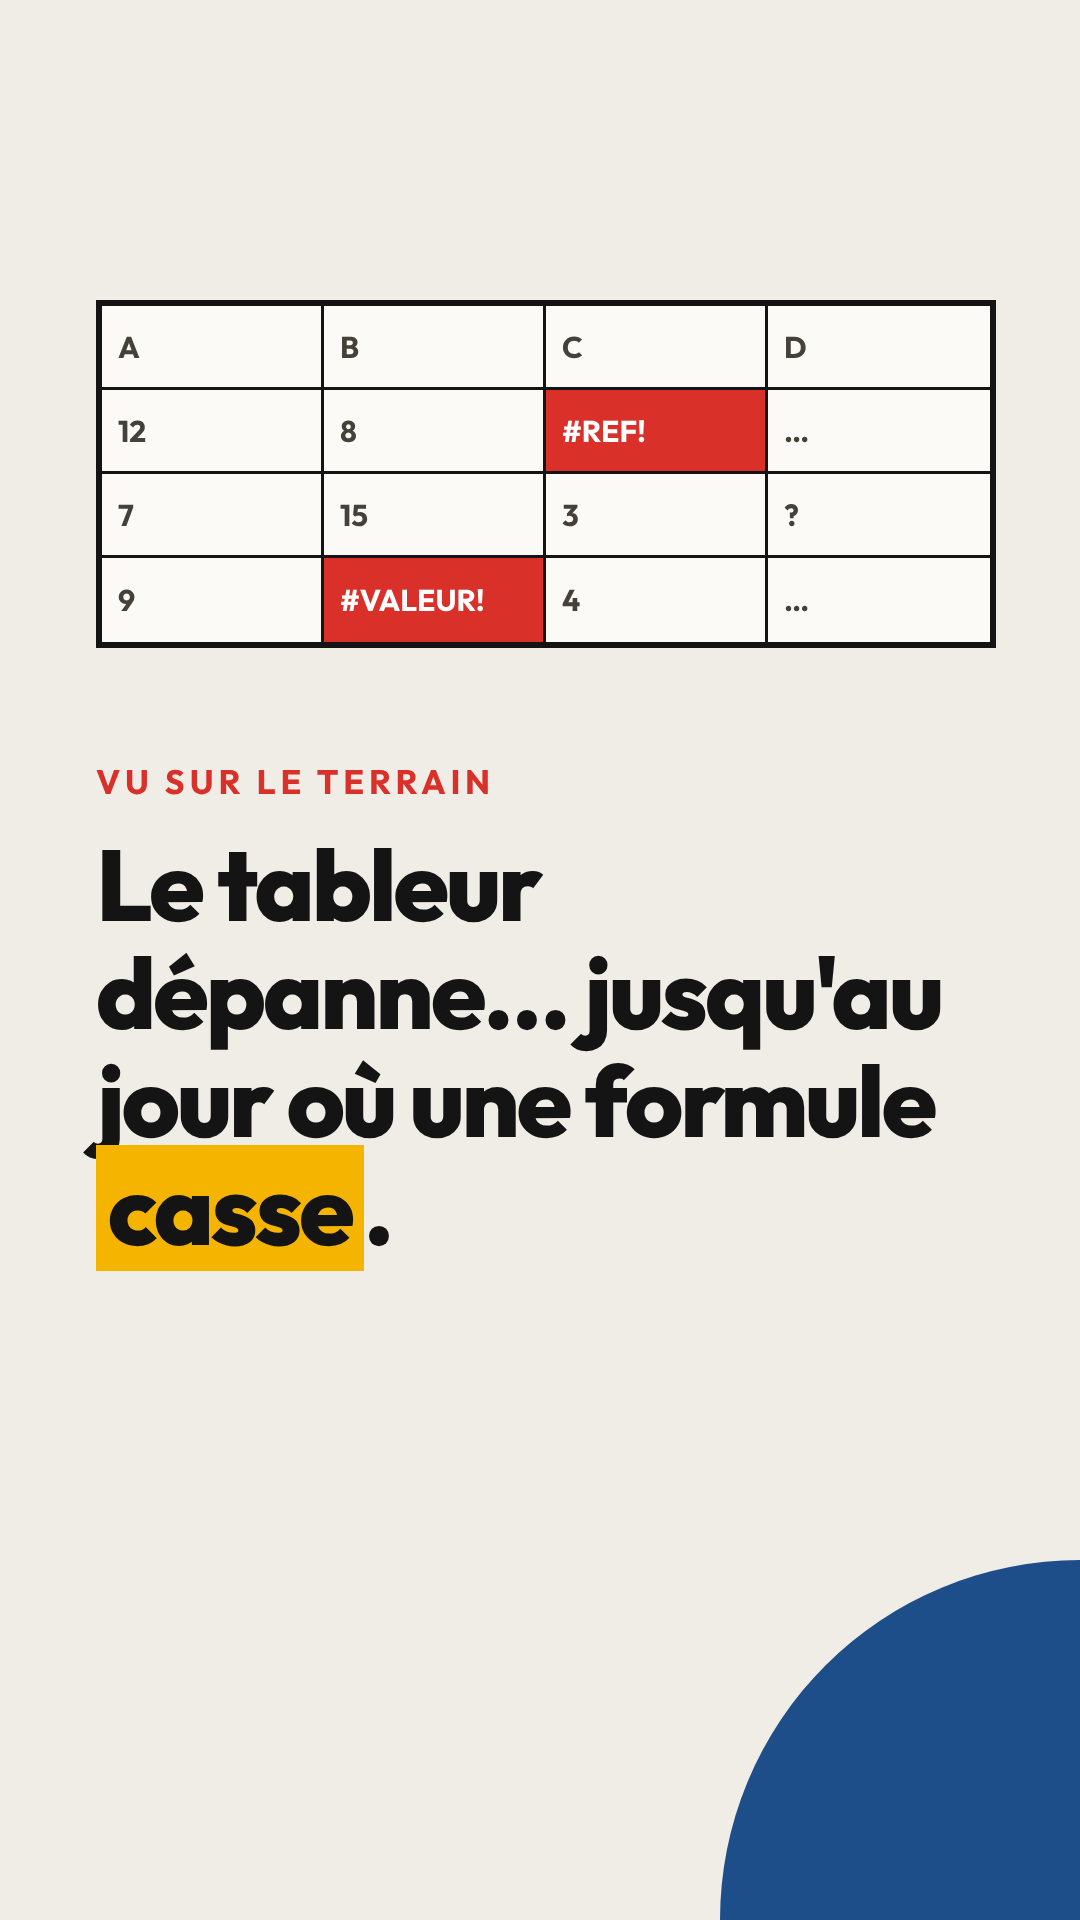 A B C D
12 8 #REF! ...
7 15 3 ?
9 #VALEUR! 4 ...
VU SUR LE TERRAIN
Le tableur
dépanne... jusqu'au
jour où une formule
casse.